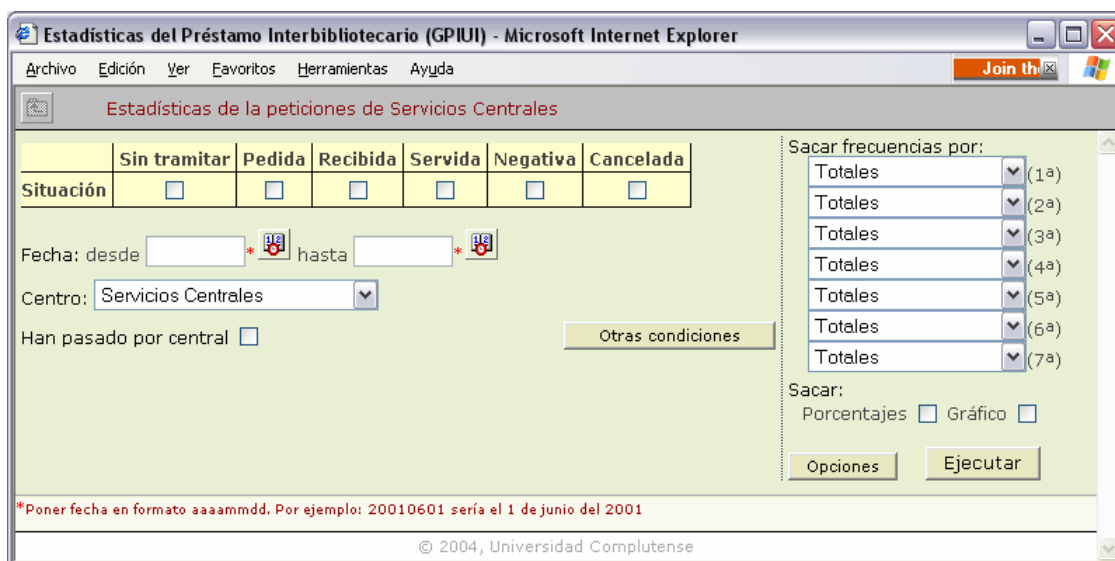 Estadísticas del Préstamo Interbibliotecario (GPIUI) - Microsoft Internet Explorer
Archivo Edición Ver Favoritos Herramientas Ayuda
Join th
Estadísticas de la peticiones de Servicios Centrales
Sin tramitar Pedida Recibida Servida Negativa Cancelada
Situación
Fecha: desde * hasta *
Centro: Servicios Centrales
Han pasado por central
Otras condiciones
Sacar frecuencias por:
Totales (1ª)
Totales (2ª)
Totales (3ª)
Totales (4ª)
Totales (5ª)
Totales (6ª)
Totales (7ª)
Sacar:
Porcentajes Gráfico
Opciones Ejecutar
*Poner fecha en formato aaaammdd. Por ejemplo: 20010601 sería el 1 de junio del 2001
© 2004, Universidad Complutense